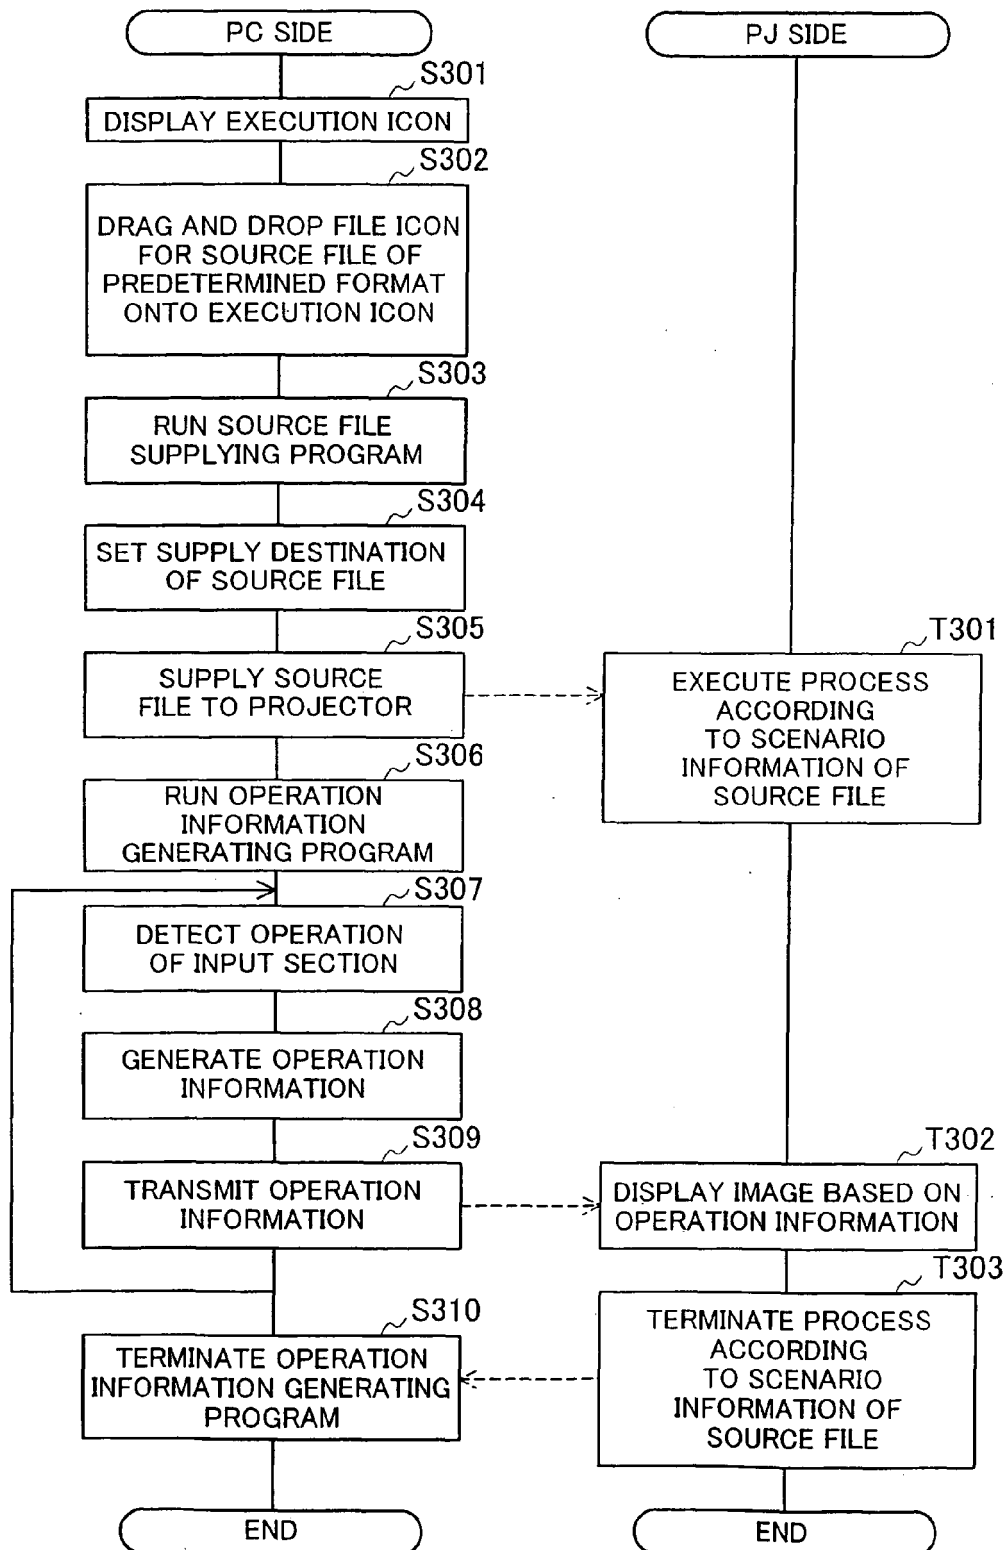 PC SIDE
PJ SIDE
S301
DISPLAY EXECUTION ICON
S302
DRAG AND DROP FILE ICON
FOR SOURCE FILE OF
PREDETERMINED FORMAT
ONTO EXECUTION ICON
S303
RUN SOURCE FILE
SUPPLYING PROGRAM
S304
SET SUPPLY DESTINATION
OF SOURCE FILE
S305
SUPPLY SOURCE
FILE TO PROJECTOR
T301
EXECUTE PROCESS
ACCORDING
TO SCENARIO
INFORMATION OF
SOURCE FILE
S306
RUN OPERATION
INFORMATION
GENERATING PROGRAM
S307
DETECT OPERATION
OF INPUT SECTION
S308
GENERATE OPERATION
INFORMATION
S309
TRANSMIT OPERATION
INFORMATION
T302
DISPLAY IMAGE BASED ON
OPERATION INFORMATION
T303
TERMINATE PROCESS
ACCORDING
TO SCENARIO
INFORMATION OF
SOURCE FILE
S310
TERMINATE OPERATION
INFORMATION GENERATING
PROGRAM
END
END